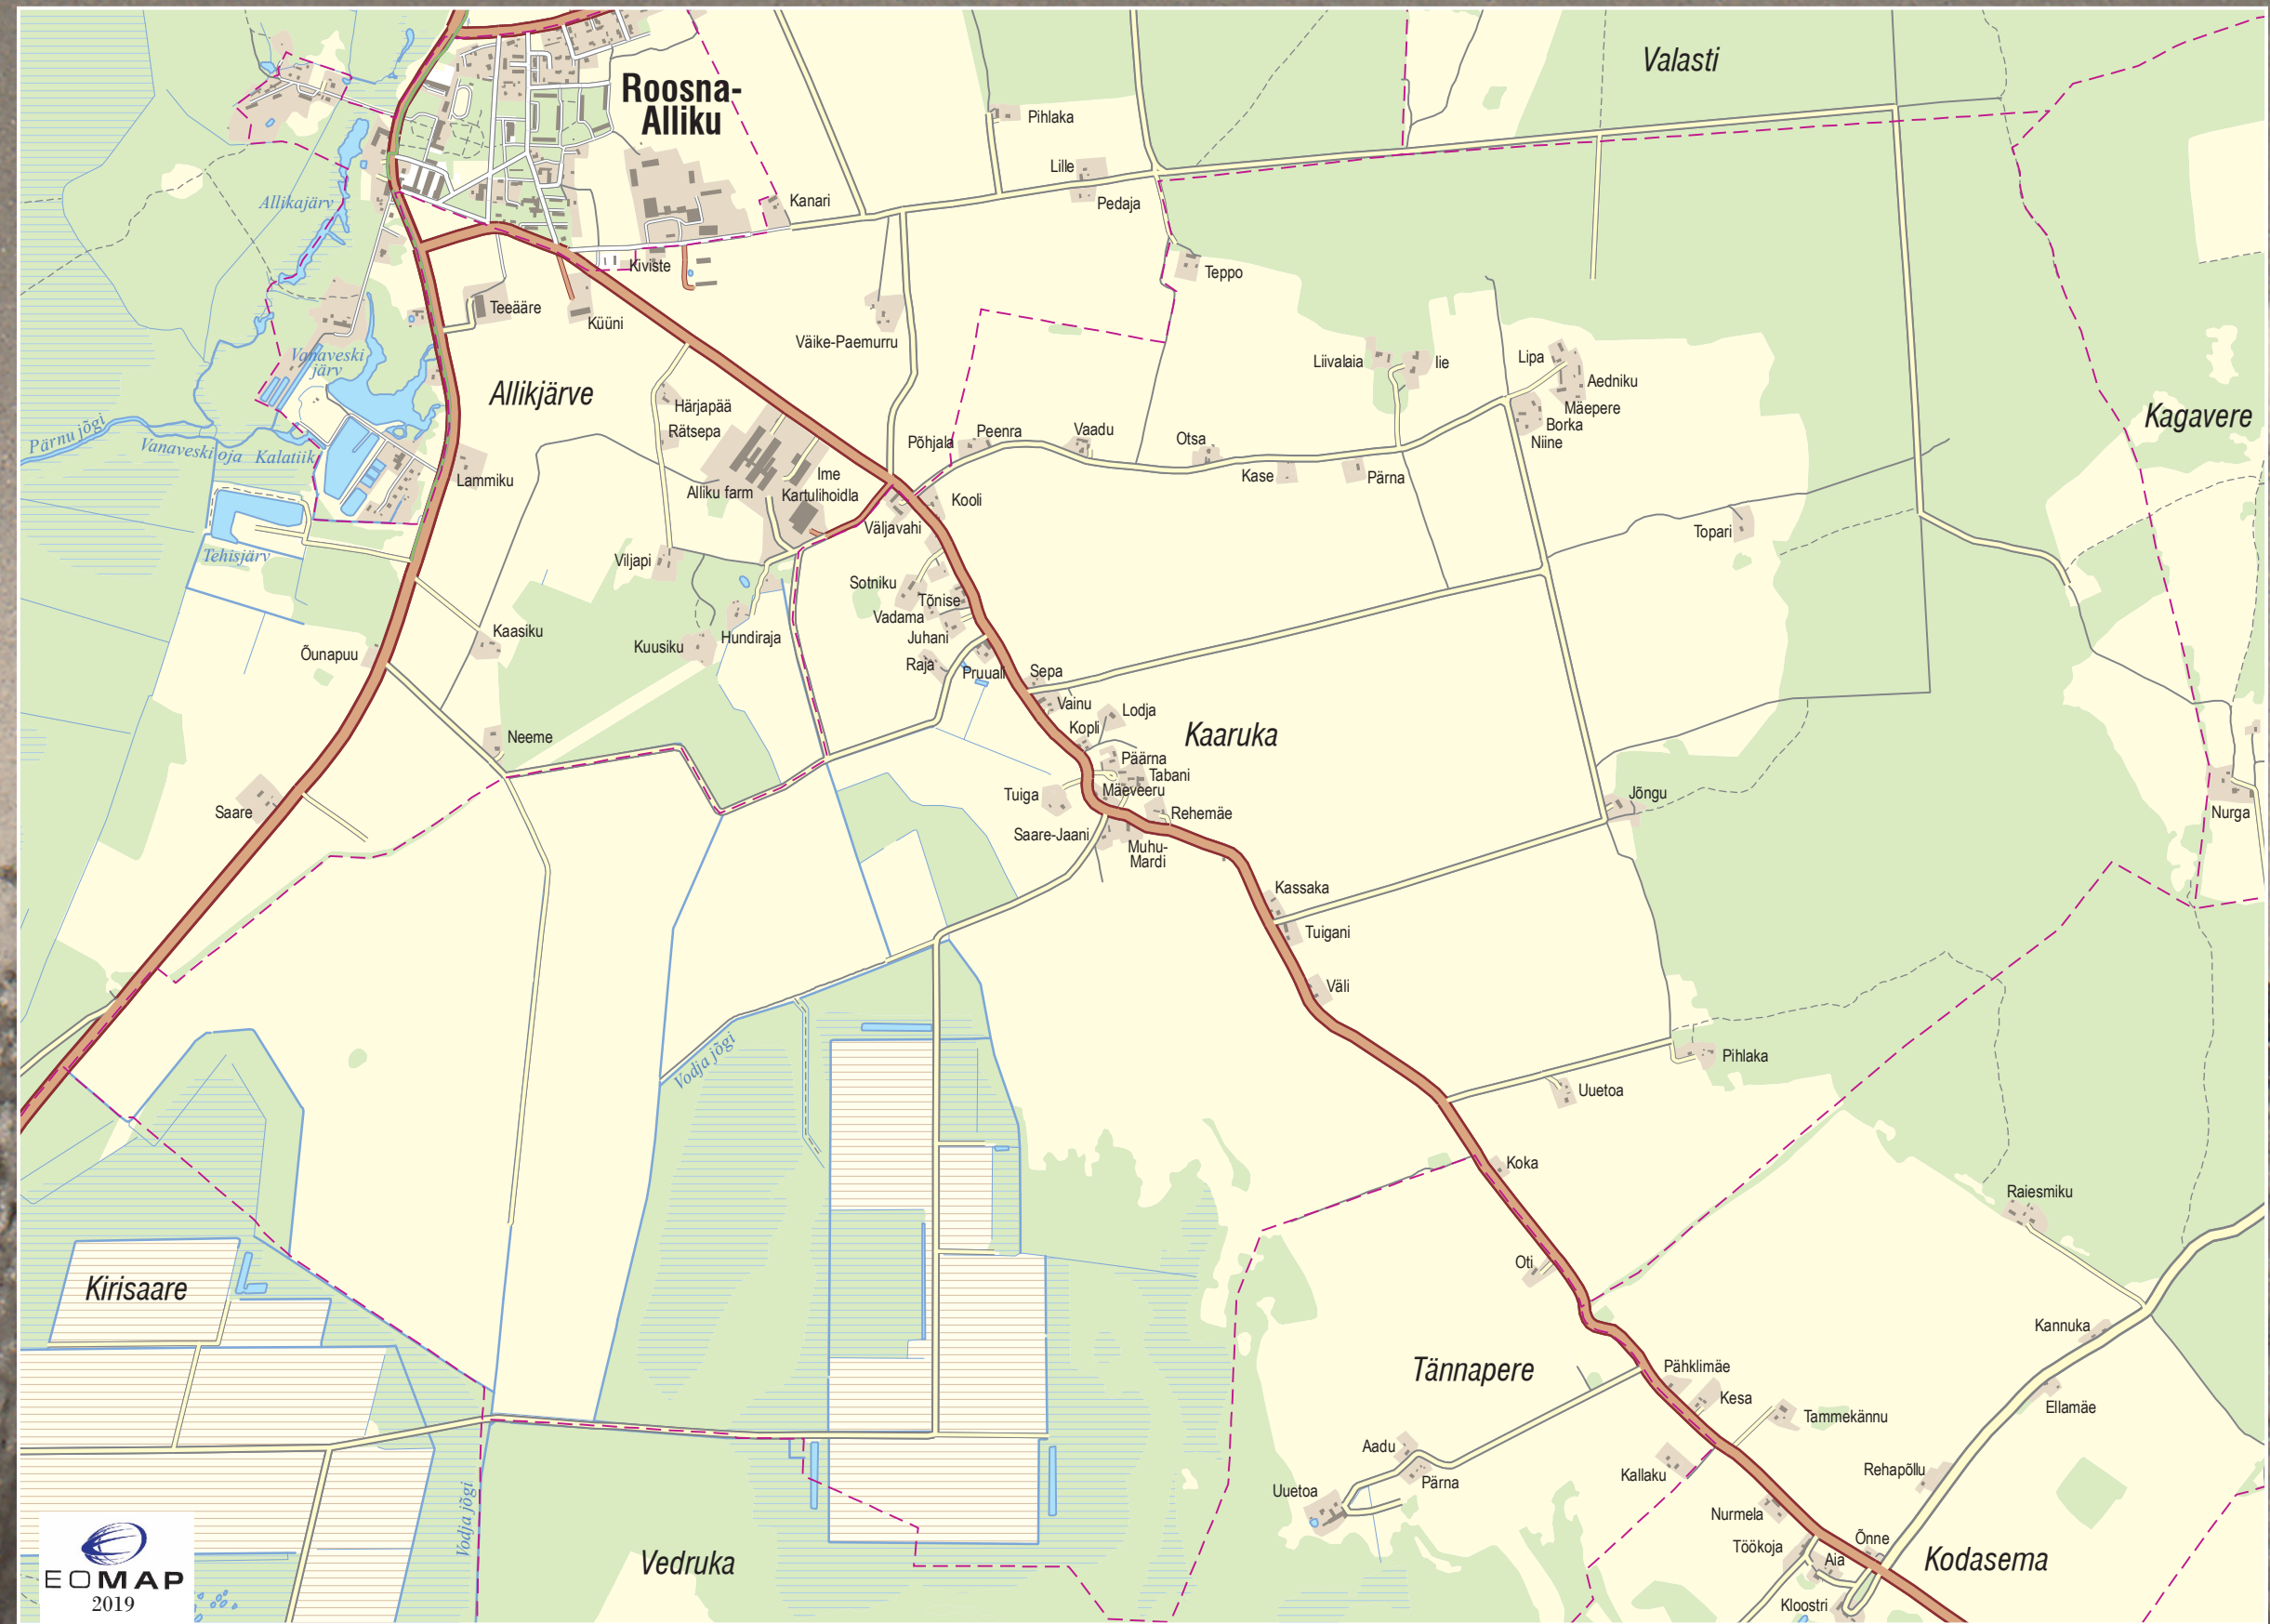 Valasti
Roosna-
Alliku
Pihlaka
Lille
Pedaja
Kanari
Allikajärv
Kiviste
Teppo
Teeääre
Küüni
Väike-Paemurru
Vanaveski
järv
Liivalaia
Iie
Lipa
Aedniku
Mäepere
Borka
Niine
Allikjärve
Härjapää
Rätsepa
Kagavere
Pärnu jõgi
Vanaveski oja
Kalatiik
Põhjala
Peenra
Vaadu
Otsa
Kase
Pärna
Lammiku
Alliku farm
Ime
Kartulihoidla
Kooli
Väljavahi
Topari
Tehisjärv
Viljapi
Sotniku
Tõnise
Vadama
Juhani
Kaasiku
Kuusiku
Hundiraja
Õunapuu
Raja
Pruuali
Sepa
Vainu
Lodja
Kopli
Kaaruka
Neeme
Päärna
Tabani
Mäeveeru
Tuiga
Rehemäe
Saare
Saare-Jaani
Muhu-
Mardi
Jõngu
Nurga
Kassaka
Tuigani
Väli
Vodja jõgi
Pihlaka
Uuetoa
Koka
Raiesmiku
Oti
Kirisaare
Kannuka
Tännapere
Pähklimäe
Kesa
Tammekännu
Ellamäe
Aadu
Pärna
Kallaku
Rehapõllu
Uuetoa
Nurmela
Vodja jõgi
Töökoja
Õnne
Aia
Kodasema
Vedruka
Kloostri
EOMAP
2019